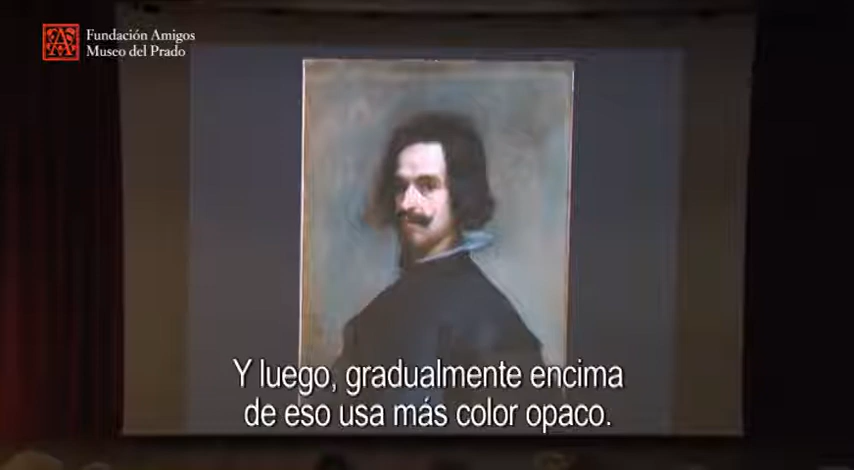 Fundación Amigos
Museo del Prado
Y luego, gradualmente encima
de eso usa más color opaco.